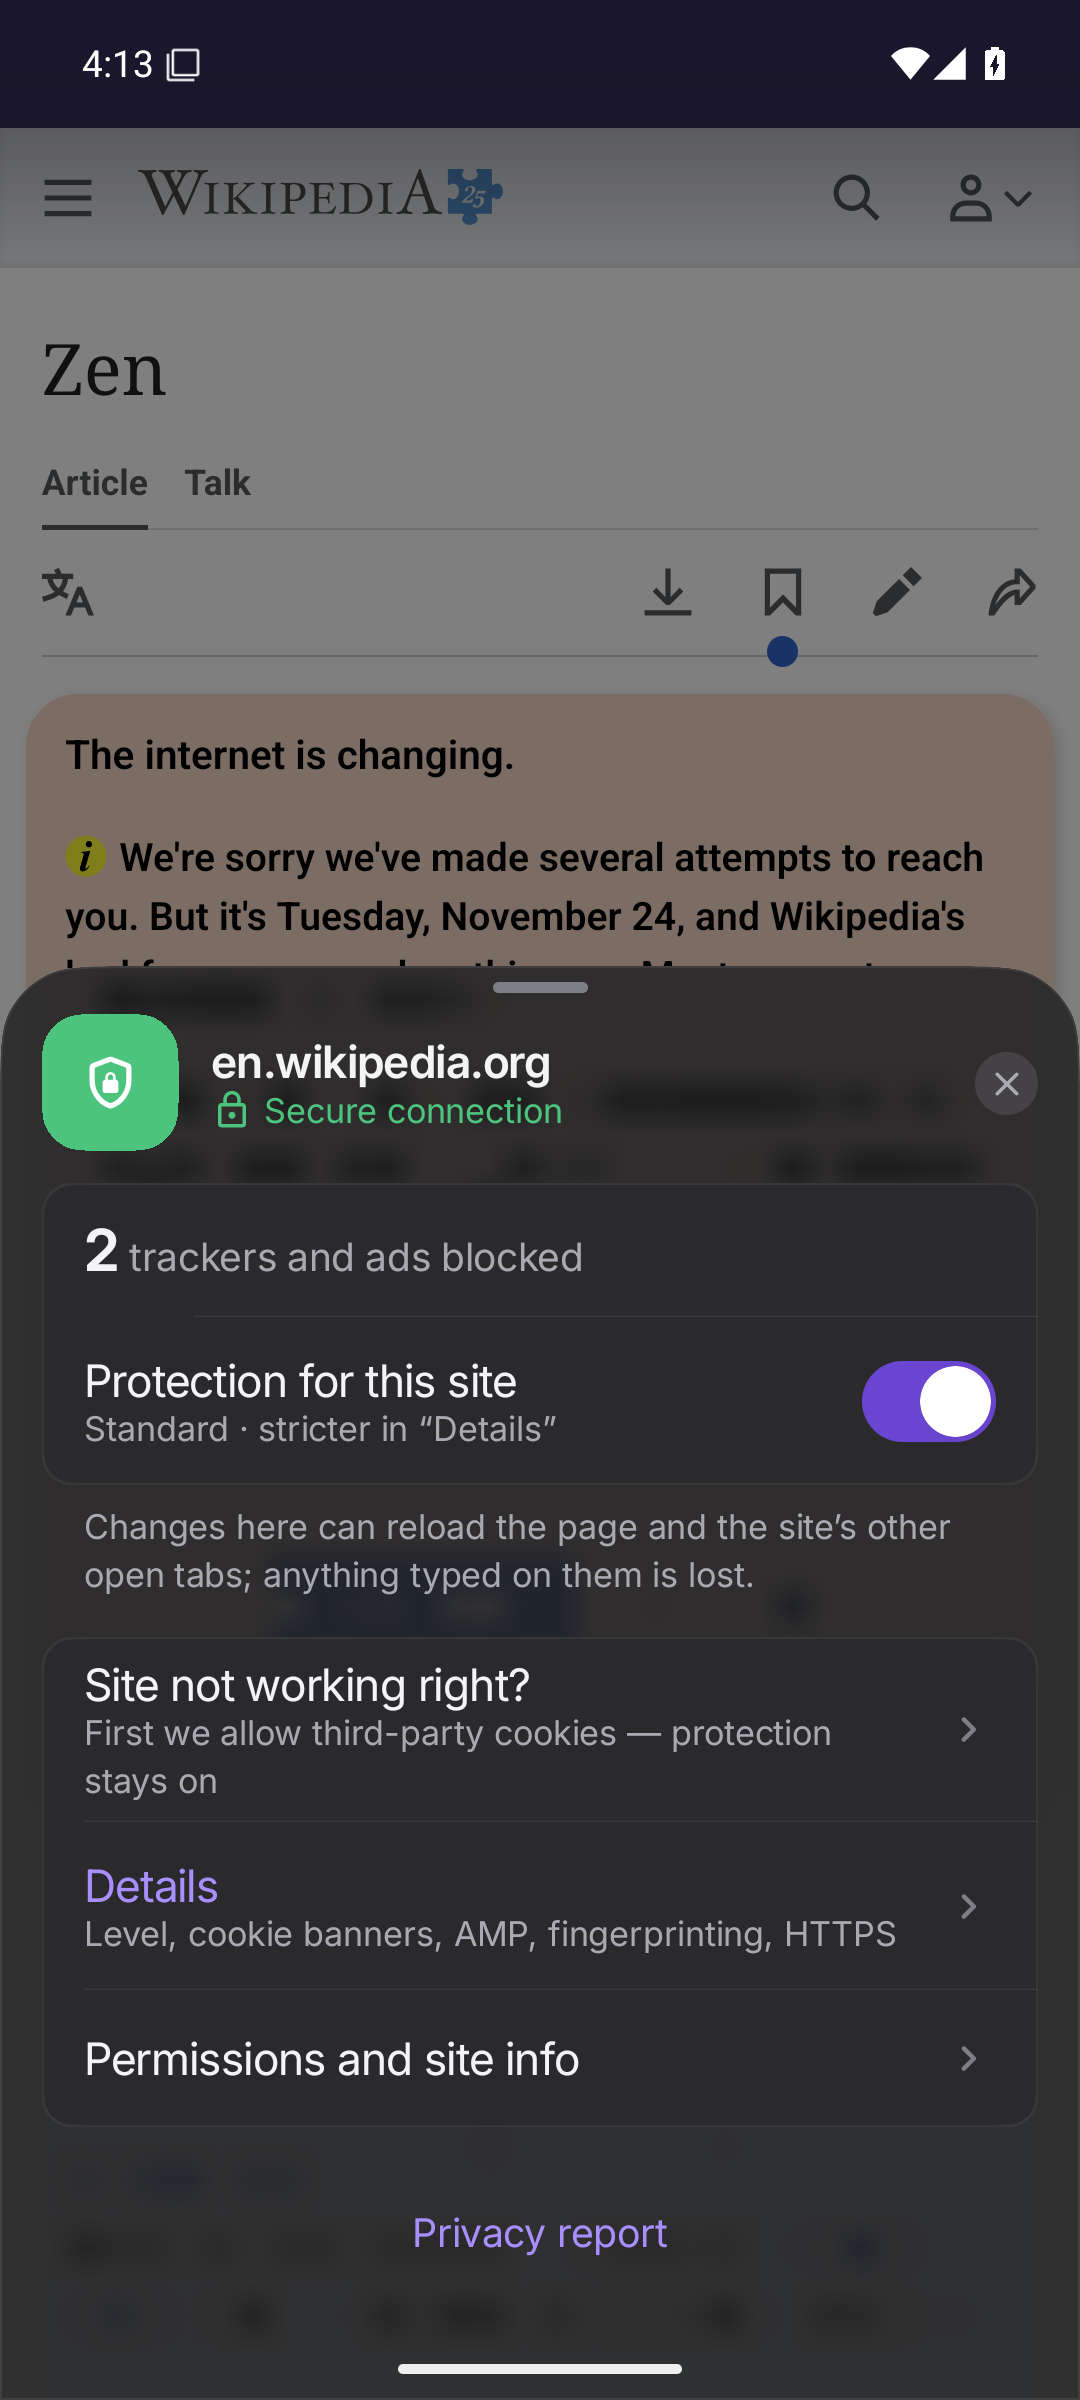 4:13
WIKIPEDIA 25
Zen
Article Talk
文A
The internet is changing.
i We're sorry we've made several attempts to reach
you. But it's Tuesday, November 24, and Wikipedia's
en.wikipedia.org
Secure connection
2 trackers and ads blocked
Protection for this site
Standard · stricter in “Details”
Changes here can reload the page and the site’s other
open tabs; anything typed on them is lost.
Site not working right?
First we allow third-party cookies — protection
stays on
Details
Level, cookie banners, AMP, fingerprinting, HTTPS
Permissions and site info
Privacy report